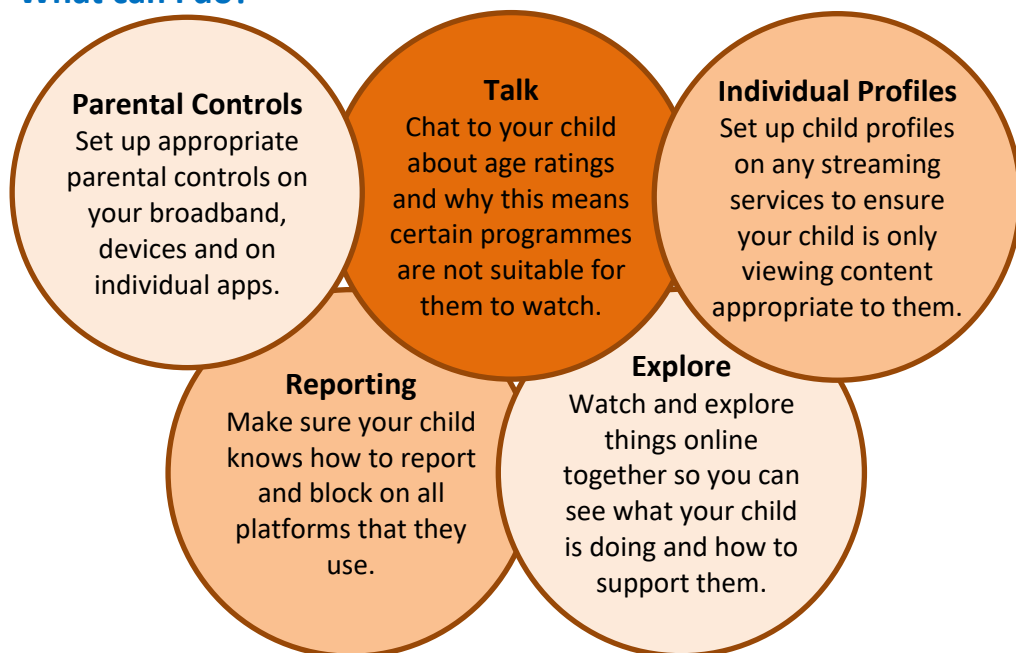 What can I do?
Parental Controls
Set up appropriate
parental controls on
your broadband,
devices and on
individual apps.
Talk
Chat to your child
about age ratings
and why this means
certain programmes
are not suitable for
them to watch.
Individual Profiles
Set up child profiles
on any streaming
services to ensure
your child is only
viewing content
appropriate to them.
Reporting
Make sure your child
knows how to report
and block on all
platforms that they
use.
Explore
Watch and explore
things online
together so you can
see what your child
is doing and how to
support them.